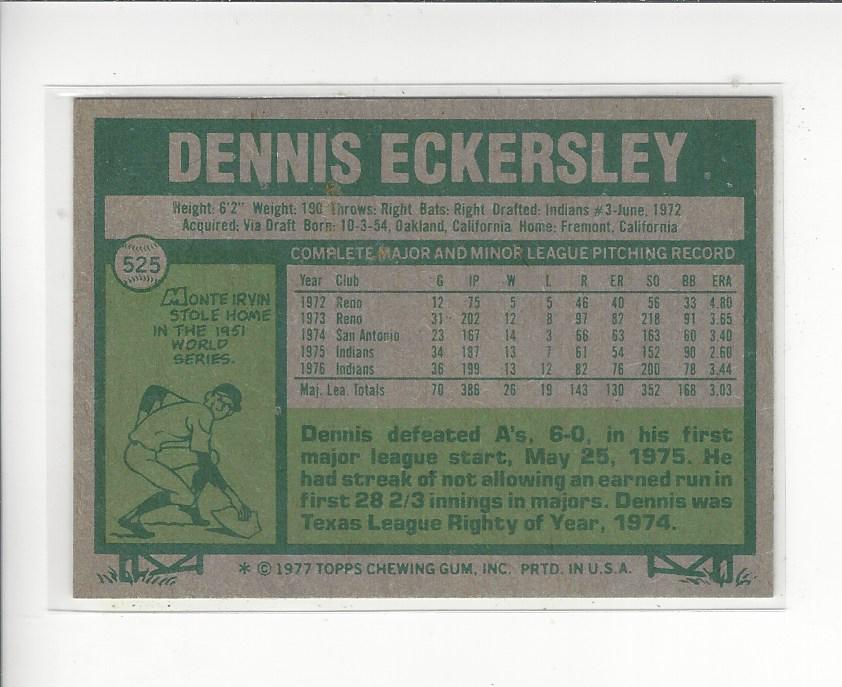 DENNIS ECKERSLEY
Height: 6'2" Weight: 190 Throws: Right Bats: Right Drafted: Indians #3-June, 1972
Acquired: Via Draft Born: 10-3-54, Oakland, California Home: Fremont, California
525
COMPLETE MAJOR AND MINOR LEAGUE PITCHING RECORD
MONTE IRVIN
STOLE HOME
IN THE 1951
WORLD
SERIES.
Year Club G IP W L R ER SO BB ERA
1972 Reno 12 75 5 5 46 40 56 33 4.80
1973 Reno 31 202 12 8 97 82 218 91 3.65
1974 San Antonio 23 167 14 3 66 63 163 60 3.40
1975 Indians 34 187 13 7 61 54 152 90 2.60
1976 Indians 36 199 13 12 82 76 200 78 3.44
Maj. Lea. Totals 70 386 26 19 143 130 352 168 3.03
Dennis defeated A's, 6-0, in his first
major league start, May 25, 1975. He
had streak of not allowing an earned run in
first 28 2/3 innings in majors. Dennis was
Texas League Righty of Year, 1974.
* © 1977 TOPPS CHEWING GUM, INC. PRTD. IN U.S.A.